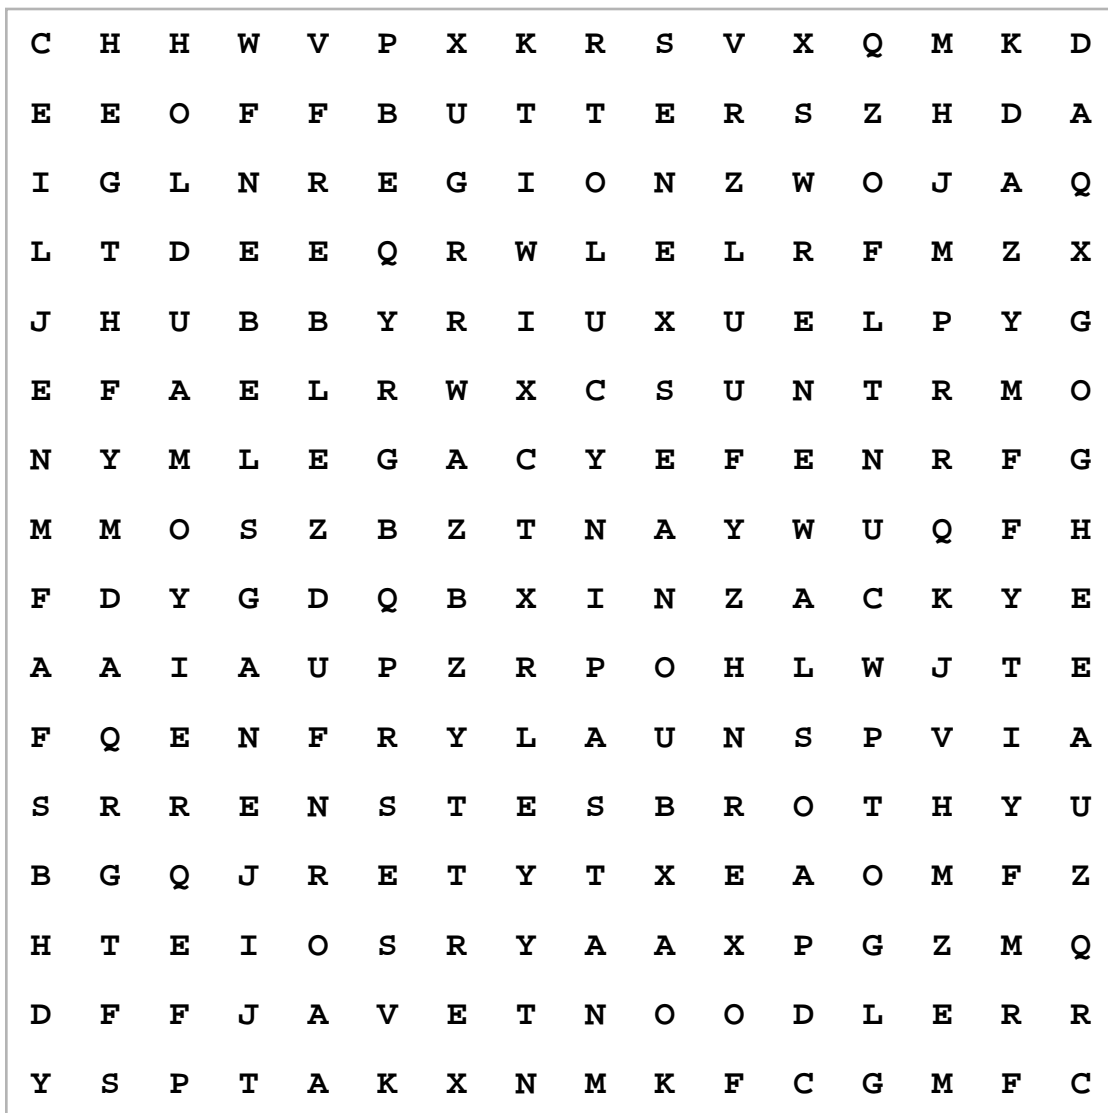 C H H W V P X K R S V X Q M K D
E E O F F B U T T E R S Z H D A
I G L N R E G I O N Z W O J A Q
L T D E E Q R W L E L R F M Z X
J H U B B Y R I U X U E L P Y G
E F A E L R W X C S U N T R M O
N Y M L E G A C Y E F E N R F G
M M O S Z B Z T N A Y W U Q F H
F D Y G D Q B X I N Z A C K Y E
A A I A U P Z R P O H L W J T E
F Q E N F R Y L A U N S P V I A
S R R E N S T E S B R O T H Y U
B G Q J R E T Y T X E A O M F Z
H T E I O S R Y A A X P G Z M Q
D F F J A V E T N O O D L E R R
Y S P T A K X N M K F C G M F C